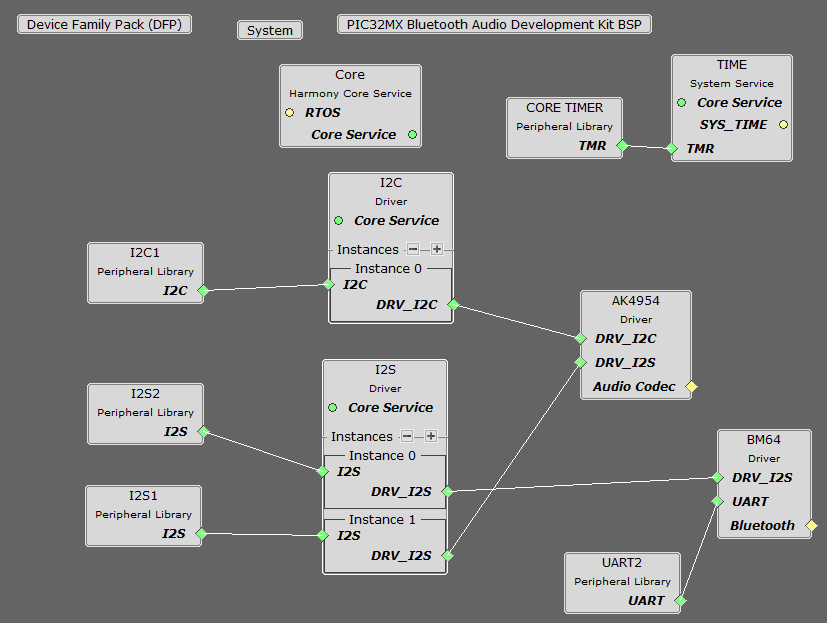 Device Family Pack (DFP)
System
PIC32MX Bluetooth Audio Development Kit BSP
Core
Harmony Core Service
RTOS
Core Service
CORE TIMER
Peripheral Library
TMR
TIME
System Service
Core Service
SYS_TIME
TMR
I2C
Driver
Core Service
Instances
Instance 0
I2C
DRV_I2C
I2C1
Peripheral Library
I2C
AK4954
Driver
DRV_I2C
DRV_I2S
Audio Codec
I2S
Driver
Core Service
Instances
Instance 0
I2S
DRV_I2S
Instance 1
I2S
DRV_I2S
I2S2
Peripheral Library
I2S
I2S1
Peripheral Library
I2S
BM64
Driver
DRV_I2S
UART
Bluetooth
UART2
Peripheral Library
UART